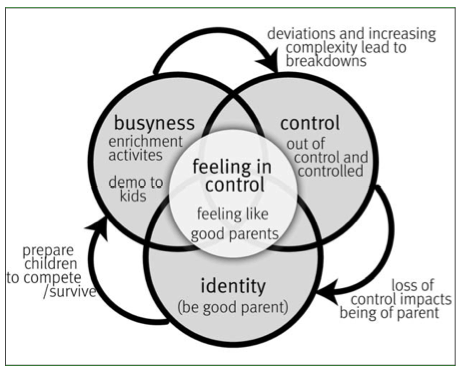 deviations and increasing
complexity lead to
breakdowns
busyness
enrichment
activites
demo to
kids
control
out of
control and
controlled
feeling in
control
feeling like
good parents
prepare
children
to compete
/survive
identity
(be good parent)
loss of
control impacts
being of parent